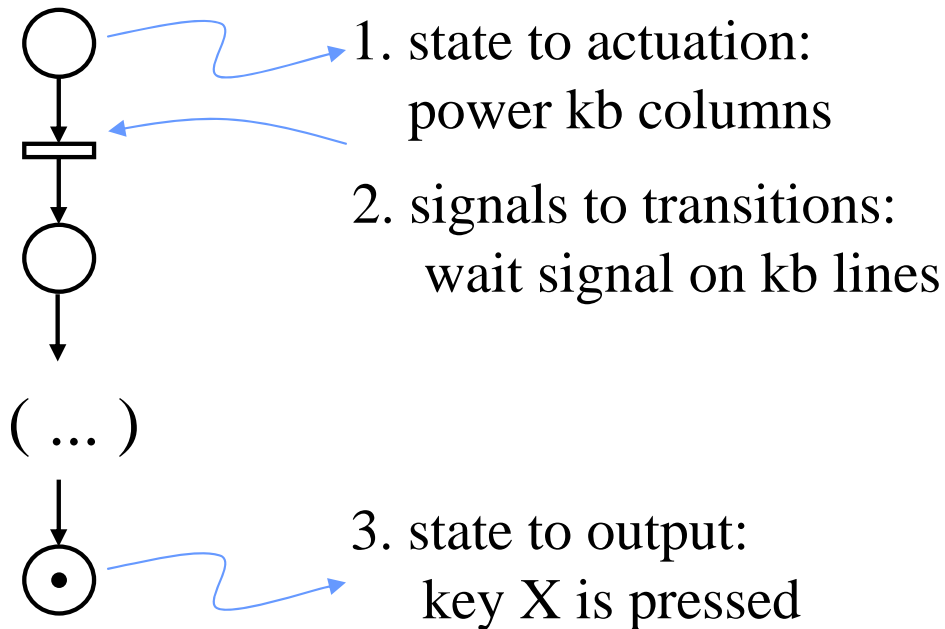 1. state to actuation:
power kb columns
2. signals to transitions:
wait signal on kb lines
( ... )
3. state to output:
key X is pressed